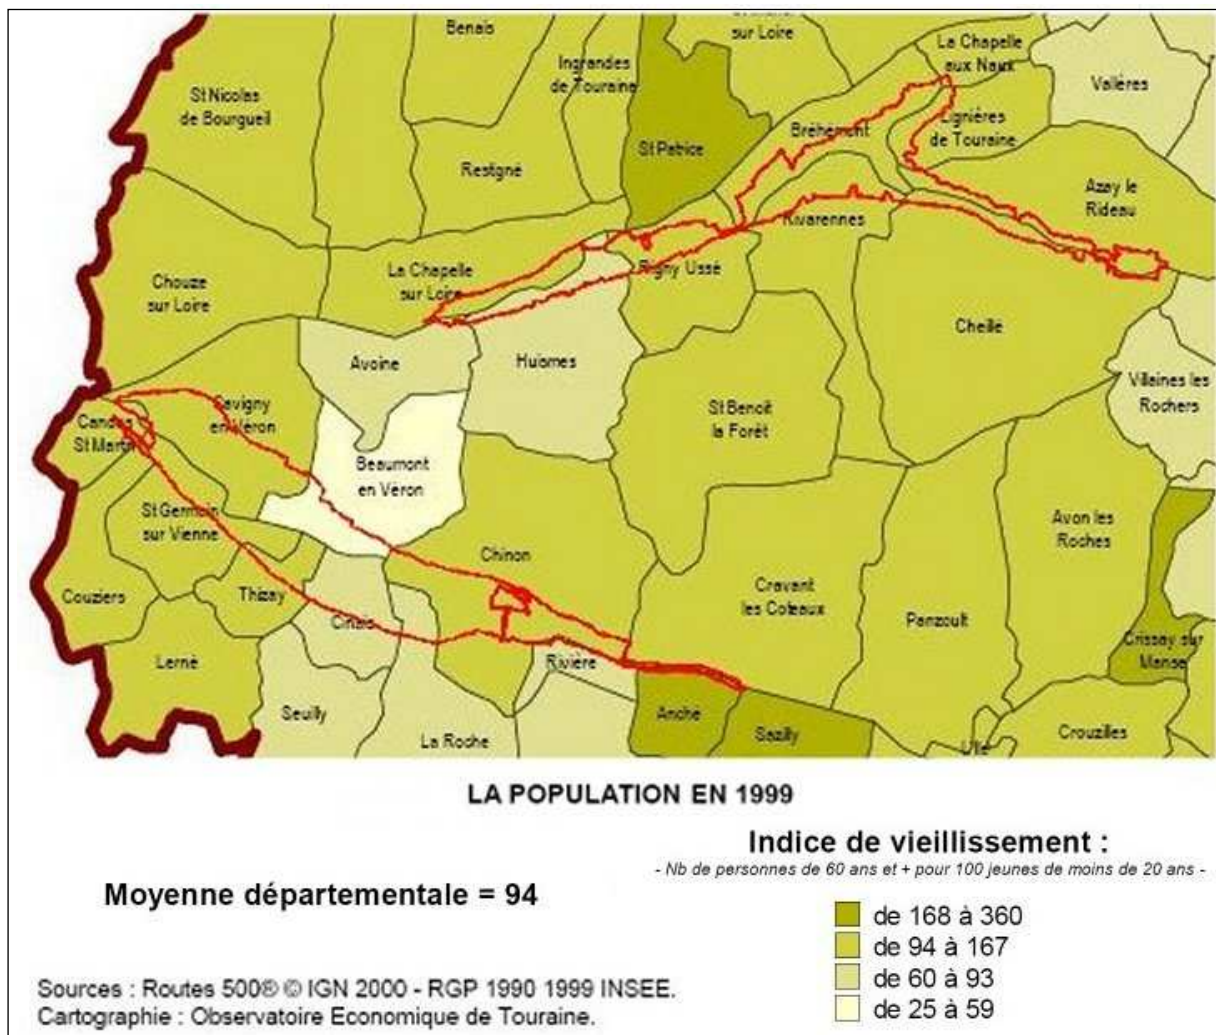 Benais
sur Loire
La Chapelle
aux Naux
Ingrandes
de Touraine
Vallères
St Nicolas
de Bourgueil
Bréhémont
Lignières
de Touraine
St Patrice
Restigné
Azay le
Rideau
Rivarennes
La Chapelle
sur Loire
Rigny Ussé
Chouze
sur Loire
Cheillé
Avoine
Huismes
Villaines les
Rochers
Savigny
en Véron
Candes
St Martin
St Benoît
la Forêt
Beaumont
en Véron
St Germain
sur Vienne
Avon les
Roches
Chinon
Cravant
les Coteaux
Couziers
Thizay
Cinais
Panzoult
Crissay sur
Manse
Lerné
Rivière
Seuilly
Anché
Sazilly
La Roche
Crouzilles
LA POPULATION EN 1999
Indice de vieillissement :
- Nb de personnes de 60 ans et + pour 100 jeunes de moins de 20 ans -
Moyenne départementale = 94
de 168 à 360
de 94 à 167
de 60 à 93
de 25 à 59
Sources : Routes 500® © IGN 2000 - RGP 1990 1999 INSEE.
Cartographie : Observatoire Economique de Touraine.